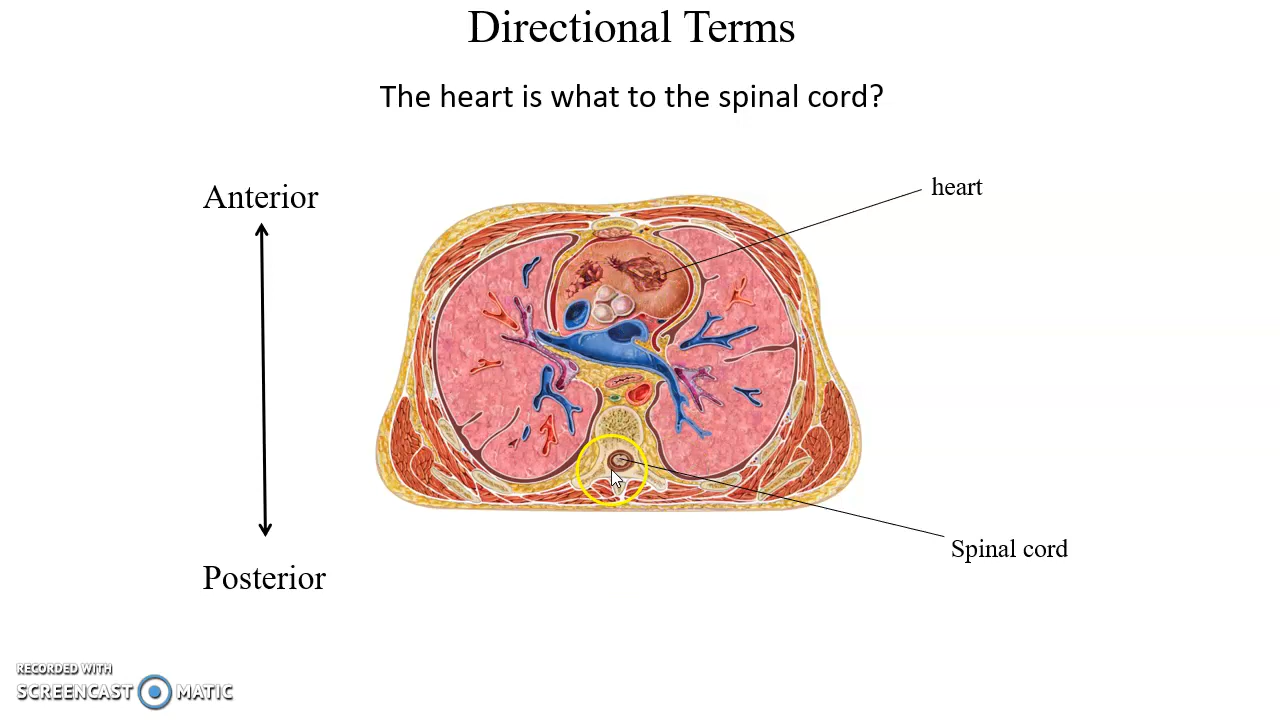 Directional Terms
The heart is what to the spinal cord?
Anterior
heart
Spinal cord
Posterior
RECORDED WITH
SCREENCAST MATIC